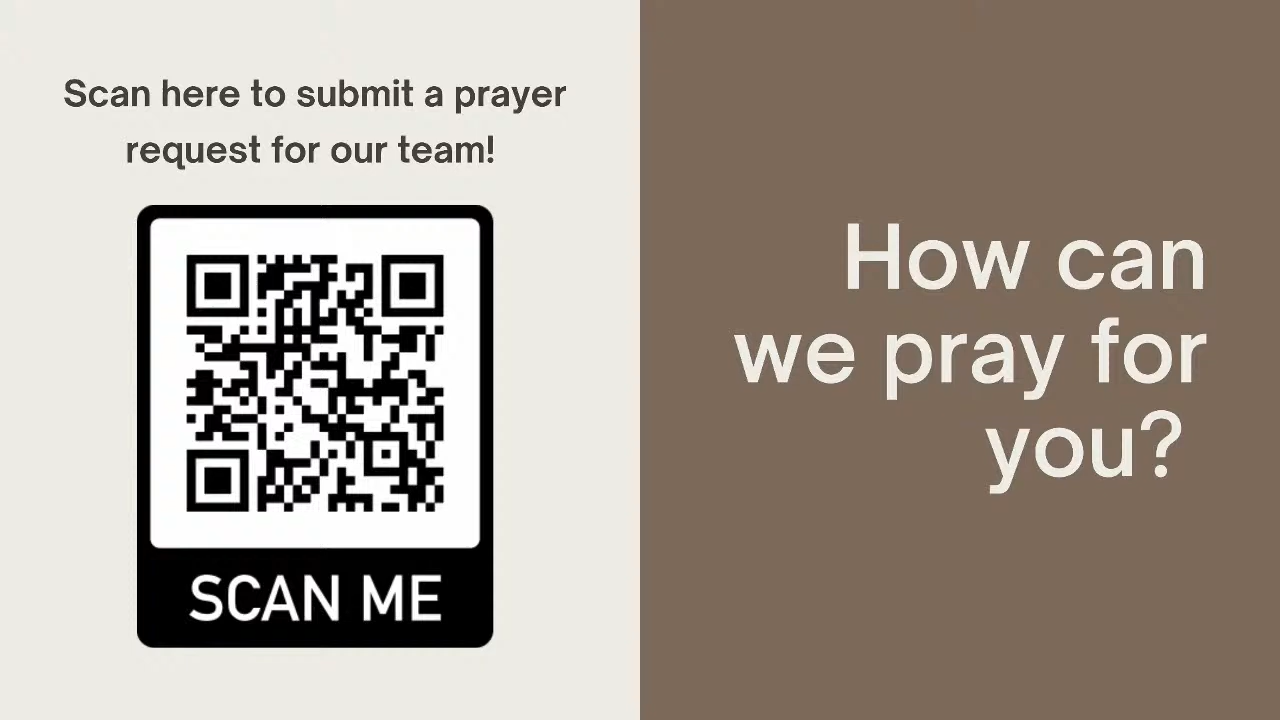 Scan here to submit a prayer
request for our team!
SCAN ME
How can
we pray for
you?